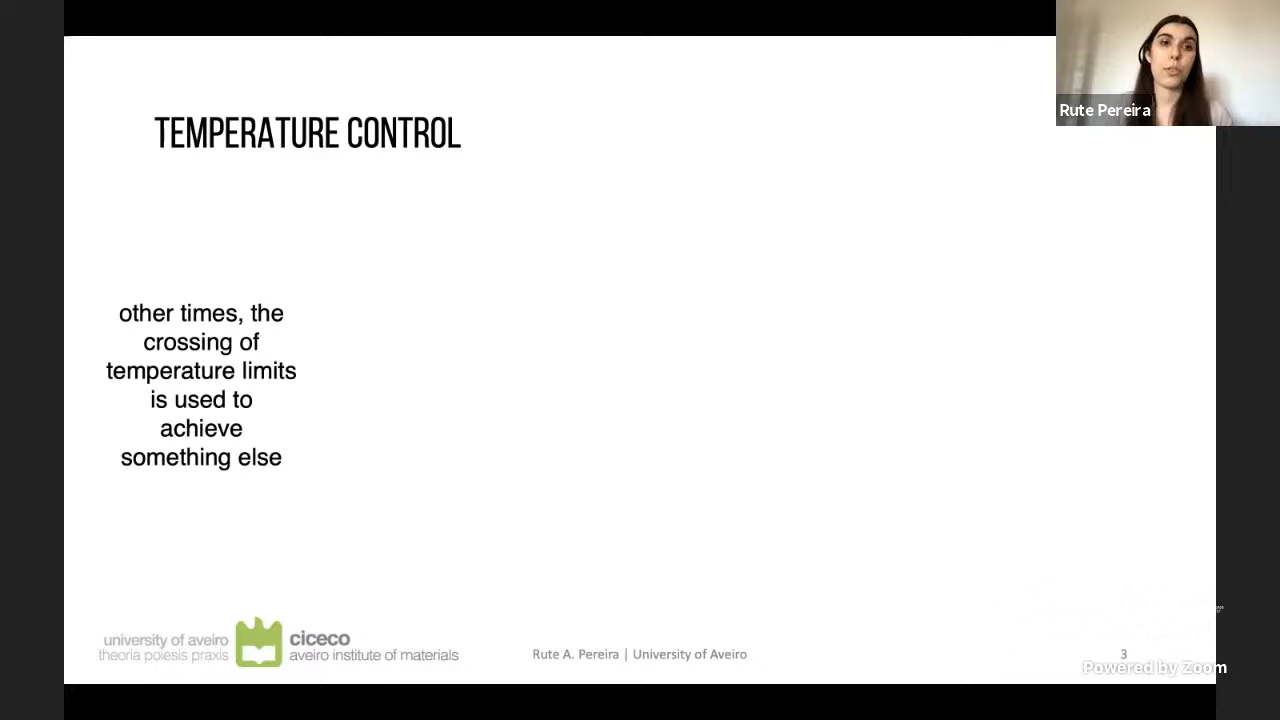 Rute Pereira
TEMPERATURE CONTROL
other times, the
crossing of
temperature limits
is used to
achieve
something else
university of aveiro
theoria poiesis praxis
ciceco
aveiro institute of materials
Rute A. Pereira | University of Aveiro
3
Powered by Zoom